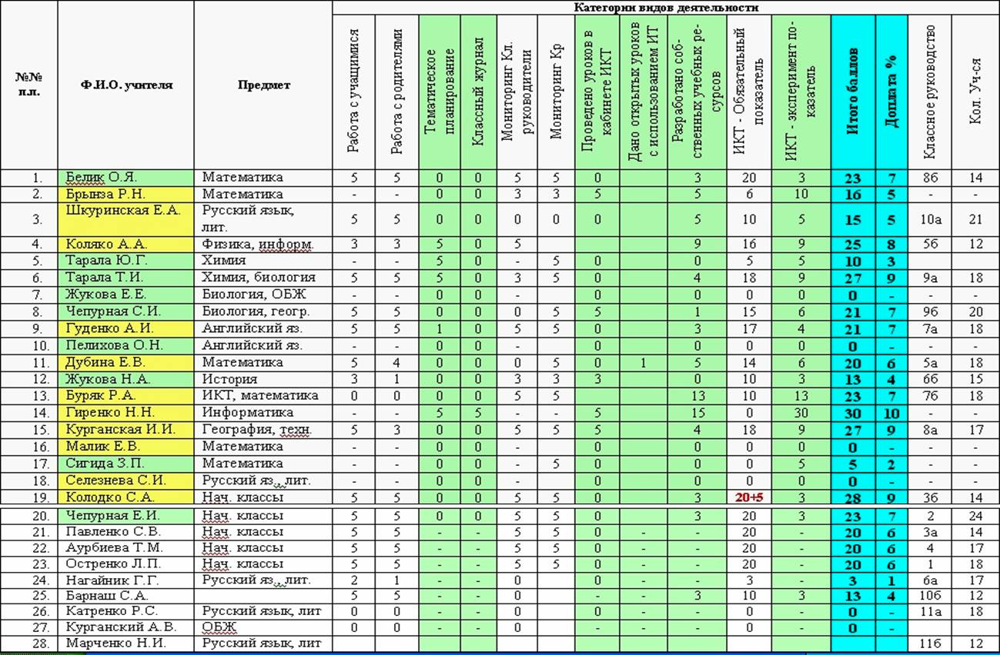 Категории видов деятельности
№№ п.п. Ф.И.О. учителя Предмет Работа с учащимися Работа с родителями Тематическое планирование Классный журнал Мониторинг Кл. руководители Мониторинг Кр Проведено уроков в кабинете ИКТ Дано открытых уроков с использованием ИТ Разработано соб- ственных учебных ре- сурсов ИКТ - Обязательный показатель ИКТ - эксперимент по- казатель Итого баллов Доплата % Классное руководство Кол. Уч-ся
1. Белик О.Я. Математика 5 5 0 0 5 5 0 3 20 3 23 7 8б 14
2. Брынза Р.Н. Математика - - 0 0 3 3 5 5 6 10 16 5 - -
3. Шкуринская Е.А. Русский язык, лит. 5 5 0 0 0 0 0 5 10 5 15 5 10а 21
4. Коляко А.А. Физика, информ. 3 3 5 0 5 9 16 9 25 8 5б 12
5. Тарала Ю.Г. Химия - - 5 0 - 5 0 0 5 5 10 3
6. Тарала Т.И. Химия, биология 5 5 5 0 3 5 0 4 18 9 27 9 9а 18
7. Жукова Е.Е. Биология, ОБЖ - - 0 0 - 0 0 0 0 0 - - -
8. Чепурная С.И. Биология, геогр. 5 5 0 0 0 5 5 1 15 6 21 7 9б 20
9. Гуденко А.И. Английский яз. 5 5 1 0 5 5 0 3 17 4 21 7 7а 18
10. Пелихова О.Н. Английский яз. - - 0 0 - 0 0 0 0 0 - - -
11. Дубина Е.В. Математика 5 4 0 0 0 5 0 1 5 14 6 20 6 5а 18
12. Жукова Н.А. История 3 1 0 0 3 3 3 0 10 3 13 4 6б 15
13. Буряк Р.А. ИКТ, математика 0 0 0 0 5 5 13 10 13 23 7 7б 18
14. Гиренко Н.Н. Информатика - - 5 5 - - 5 15 0 30 30 10 - -
15. Курганская И.И. География, техн. 5 3 0 0 5 5 5 4 18 9 27 9 8а 17
16. Малик Е.В. Математика - - 0 0 - 0 0 0 0 0 - - -
17. Сигида З.П. Математика - - 0 0 - 5 0 0 0 5 5 2 - -
18. Селезнева С.И. Русский яз., лит. - - 0 0 - 0 0 0 0 0 - - -
19. Колодко С.А. Нач. классы 5 5 0 0 5 5 0 3 20+5 3 28 9 3б 14
20. Чепурная Е.И. Нач. классы 5 5 0 0 5 5 0 3 20 3 23 7 2 24
21. Павленко С.В. Нач. классы 5 5 - - 5 5 0 - - 20 - 20 6 3а 14
22. Аурбиева Т.М. Нач. классы 5 5 - - 5 5 0 - - 20 - 20 6 4 17
23. Остренко Л.П. Нач. классы 5 5 - - 5 5 0 - - 20 - 20 6 1 18
24. Нагайник Г.Г. Русский яз., лит. 2 1 - - 0 0 - - 3 - 3 1 6а 17
25. Барнаш С.А. 5 5 - - 0 - - 3 10 3 13 4 10б 12
26. Катренко Р.С. Русский язык, лит 0 0 - - 0 0 - - 0 - 0 - 11а 18
27. Курганский А.В. ОБЖ 0 0 - - 0 - - - 0 - 0 -
28. Марченко Н.И. Русский язык, лит 11б 12